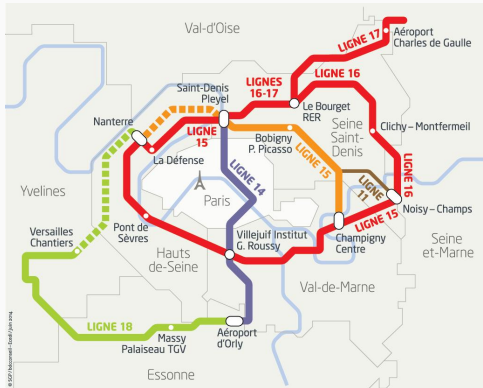 Val-d'Oise
LIGNE 17
Aéroport
Charles de Gaulle
LIGNES
16-17
LIGNE 16
Saint-Denis
Pleyel
Le Bourget
RER
Nanterre
LIGNE
15
Bobigny
P. Picasso
Seine
Saint-
Denis
Clichy – Montfermeil
La Défense
LIGNE 14
LIGNE 15
LIGNE
11
LIGNE 16
Yvelines
Paris
Noisy – Champs
LIGNE 15
Versailles
Chantiers
Pont de
Sèvres
Villejuif Institut
G. Roussy
Champigny
Centre
Seine
et-Marne
Hauts
de-Seine
Val-de-Marne
LIGNE 18
Massy
Palaiseau TGV
Aéroport
d'Orly
Essonne